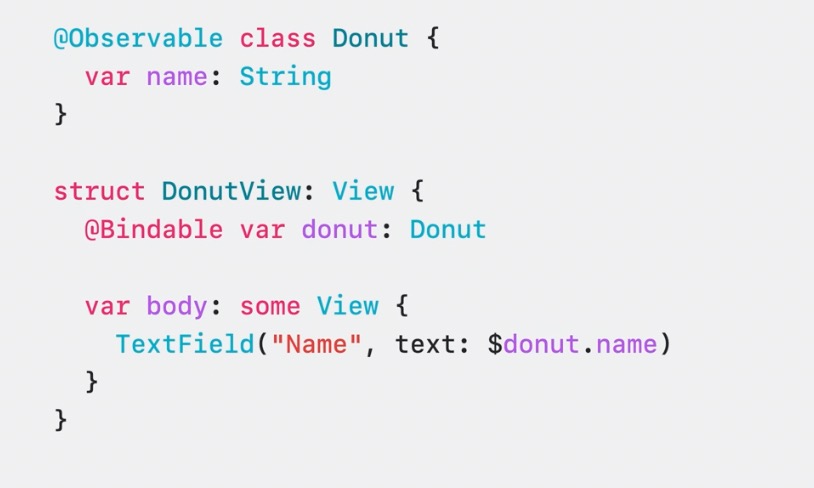 @Observable class Donut {
  var name: String
}

struct DonutView: View {
  @Bindable var donut: Donut

  var body: some View {
    TextField("Name", text: $donut.name)
  }
}